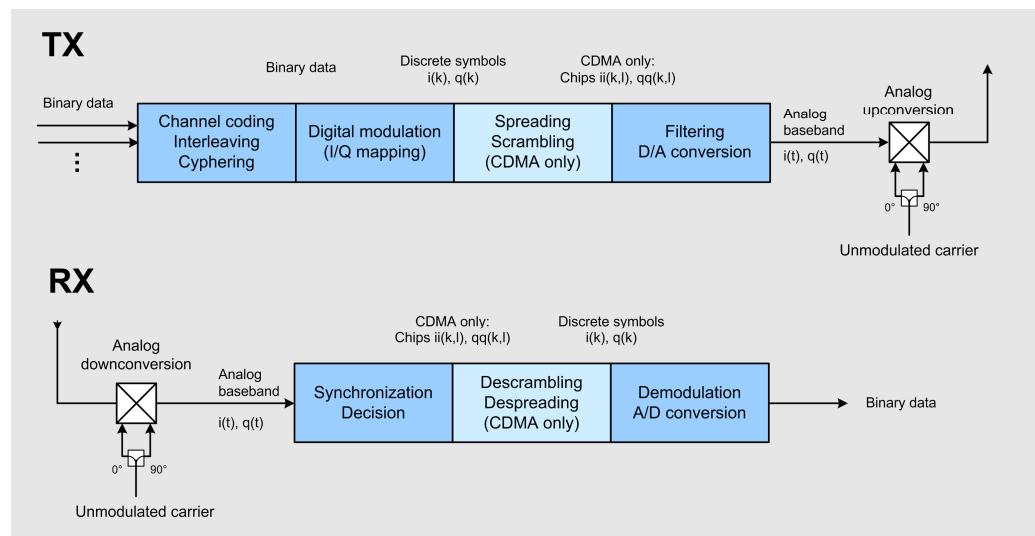 TX
Binary data
Discrete symbols
i(k), q(k)
CDMA only:
Chips ii(k,l), qq(k,l)
Binary data
Channel coding
Interleaving
Cyphering
Digital modulation
(I/Q mapping)
Spreading
Scrambling
(CDMA only)
Filtering
D/A conversion
Analog
baseband
i(t), q(t)
Analog
upconversion
0°
90°
Unmodulated carrier
RX
CDMA only:
Chips ii(k,l), qq(k,l)
Discrete symbols
i(k), q(k)
Analog
downconversion
Analog
baseband
i(t), q(t)
Synchronization
Decision
Descrambling
Despreading
(CDMA only)
Demodulation
A/D conversion
Binary data
0°
90°
Unmodulated carrier